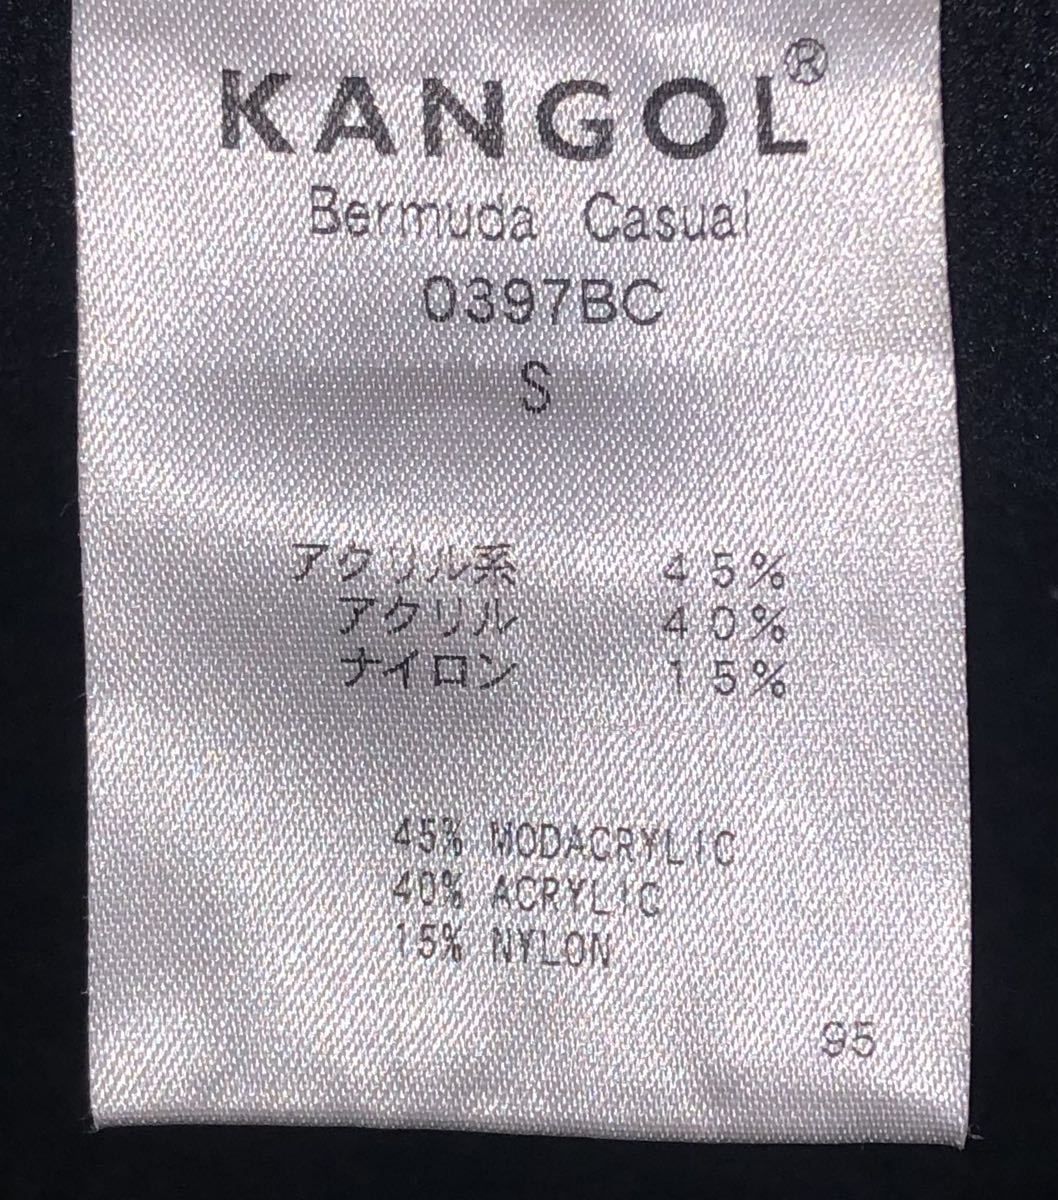 KANGOL®
Bermuda Casual
0397BC
S
アクリル系 45%
アクリル 40%
ナイロン 15%
45% MODACRYLIC
40% ACRYLIC
15% NYLON
95